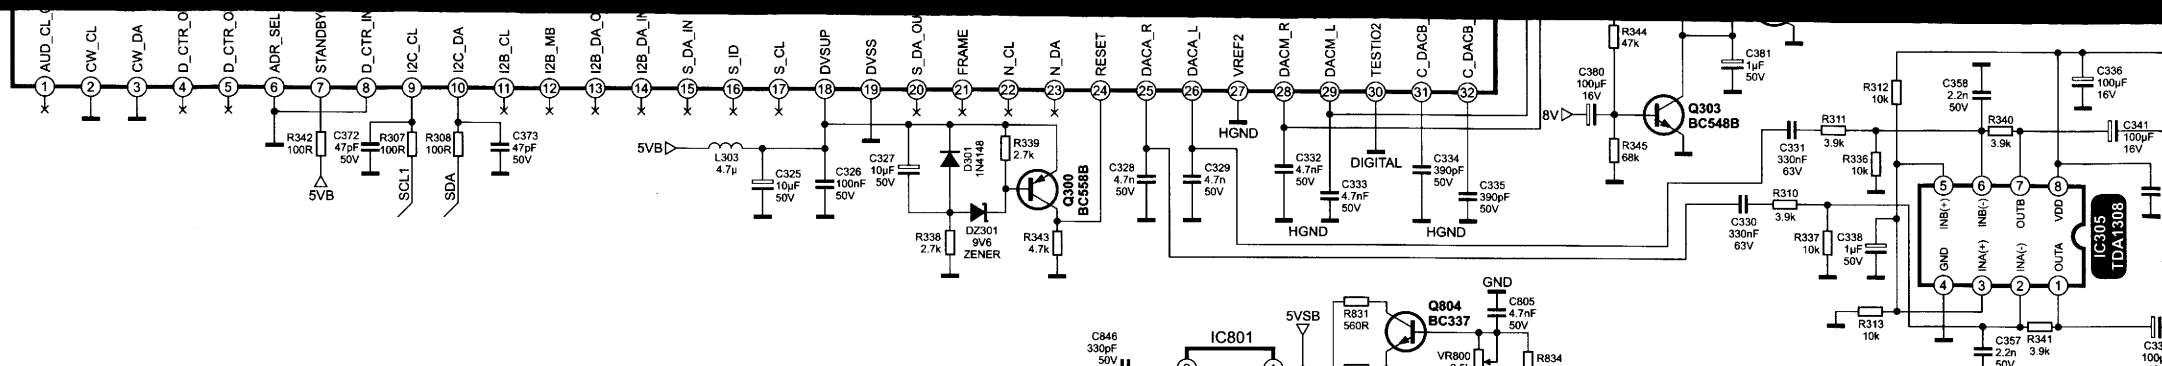 AUD_CL_
CW_CL
CW_DA
D_CTR_
D_CTR_
ADR_SEL
STANDBY
D_CTR_IN
I2C_CL
I2C_DA
I2B_CL
I2B_MB
I2B_DA_O
I2B_DA_IN
S_DA_IN
S_ID
S_CL
DVSUP
DVSS
S_DA_OU
FRAME
N_CL
N_DA
RESET
DACA_R
DACA_L
VREF2
DACM_R
DACM_L
TESTIO2
C_DACB
C_DACB
1 2 3 4 5 6 7 8 9 10 11 12 13 14 15 16 17 18 19 20 21 22 23 24 25 26 27 28 29 30 31 32
R342
100R
5VB
C372
47pF
50V
R307
100R
SCL1
R308
100R
SDA
C373
47pF
50V
5VB
L303
4.7µ
C325
10µF
50V
C326
100nF
50V
C327
10µF
50V
D301
1N4148
R339
2.7k
Q300
BC558B
R338
2.7k
DZ301
9V6
ZENER
R343
4.7k
C328
4.7n
50V
C329
4.7n
50V
HGND
C332
4.7nF
50V
HGND
C333
4.7nF
50V
DIGITAL
C334
390pF
50V
HGND
C335
390pF
50V
R344
47k
C380
100µF
16V
8V
Q303
BC548B
C381
1µF
50V
R345
68k
R312
10k
C358
2.2n
50V
C336
100µF
16V
C331
330nF
63V
R311
3.9k
R336
10k
R340
3.9k
C341
100µF
16V
C330
330nF
63V
R310
3.9k
R337
10k
C338
1µF
50V
5 6 7 8
INB(+)
INB(-)
OUTB
VDD
GND
INA(+)
INA(-)
OUTA
4 3 2 1
IC305
TDA1308
R313
10k
C357
2.2n
50V
R341
3.9k
C33
100µ
C846
330pF
50V
IC801
5VSB
R831
560R
Q804
BC337
GND
C805
4.7nF
50V
VR800
R834